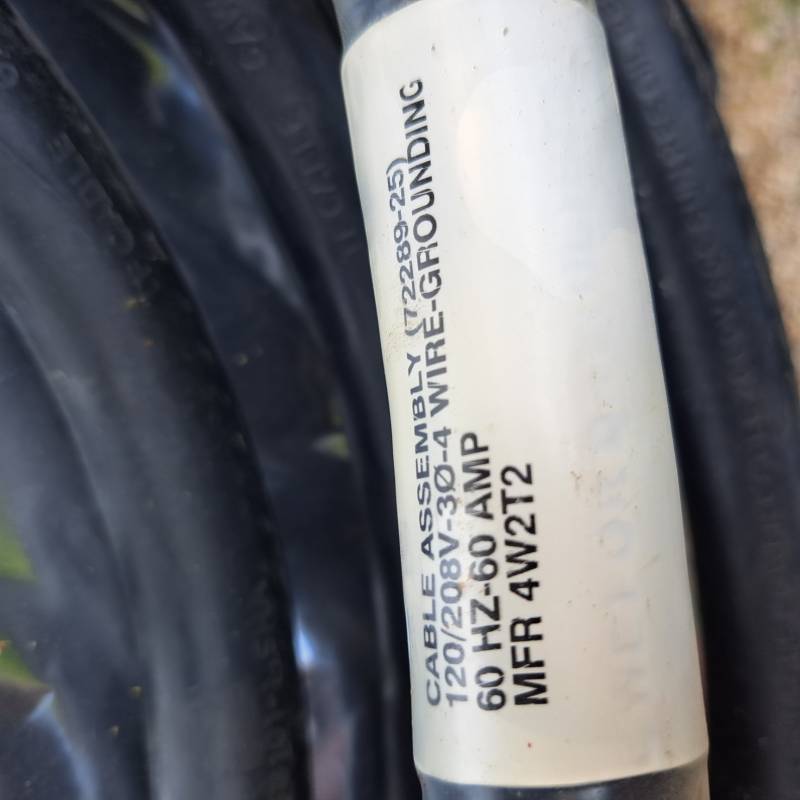 CABLE ASSEMBLY (72289-25)
120/208V-3Ø-4 WIRE-GROUNDING
60 HZ-60 AMP
MFR 4W2T2